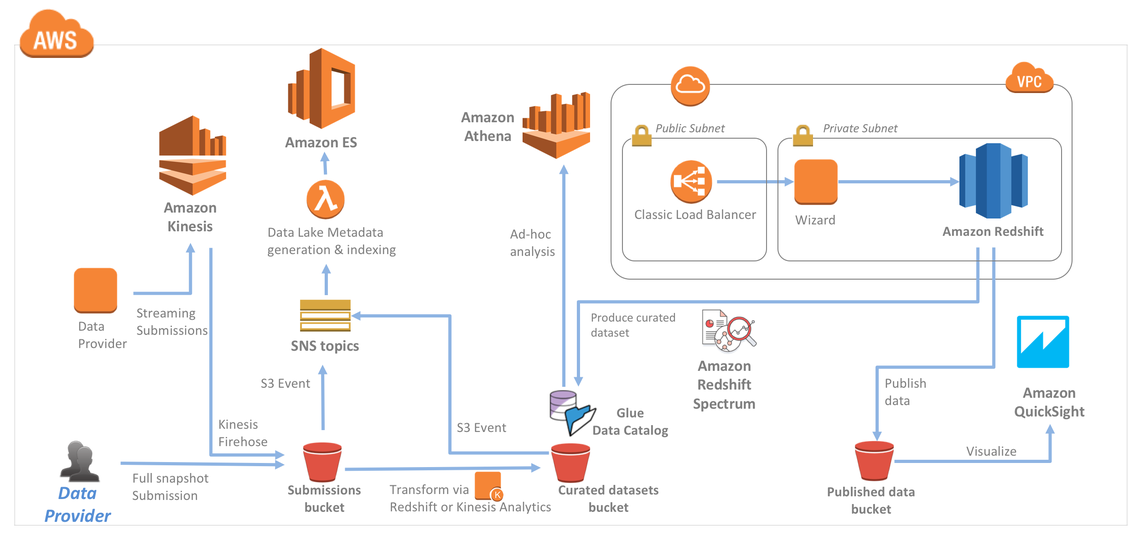 AWS
Amazon ES
Amazon
Athena
VPC
Public Subnet
Private Subnet
Classic Load Balancer
Wizard
Amazon Redshift
Amazon
Kinesis
λ
Data Lake Metadata
generation & indexing
Ad-hoc
analysis
Data
Provider
Streaming
Submissions
SNS topics
Produce curated
dataset
Amazon
Redshift
Spectrum
Publish
data
Amazon
QuickSight
S3 Event
Kinesis
Firehose
S3 Event
Glue
Data Catalog
Data
Provider
Full snapshot
Submission
Submissions
bucket
Transform via
K
Redshift or Kinesis Analytics
Curated datasets
bucket
Published data
bucket
Visualize